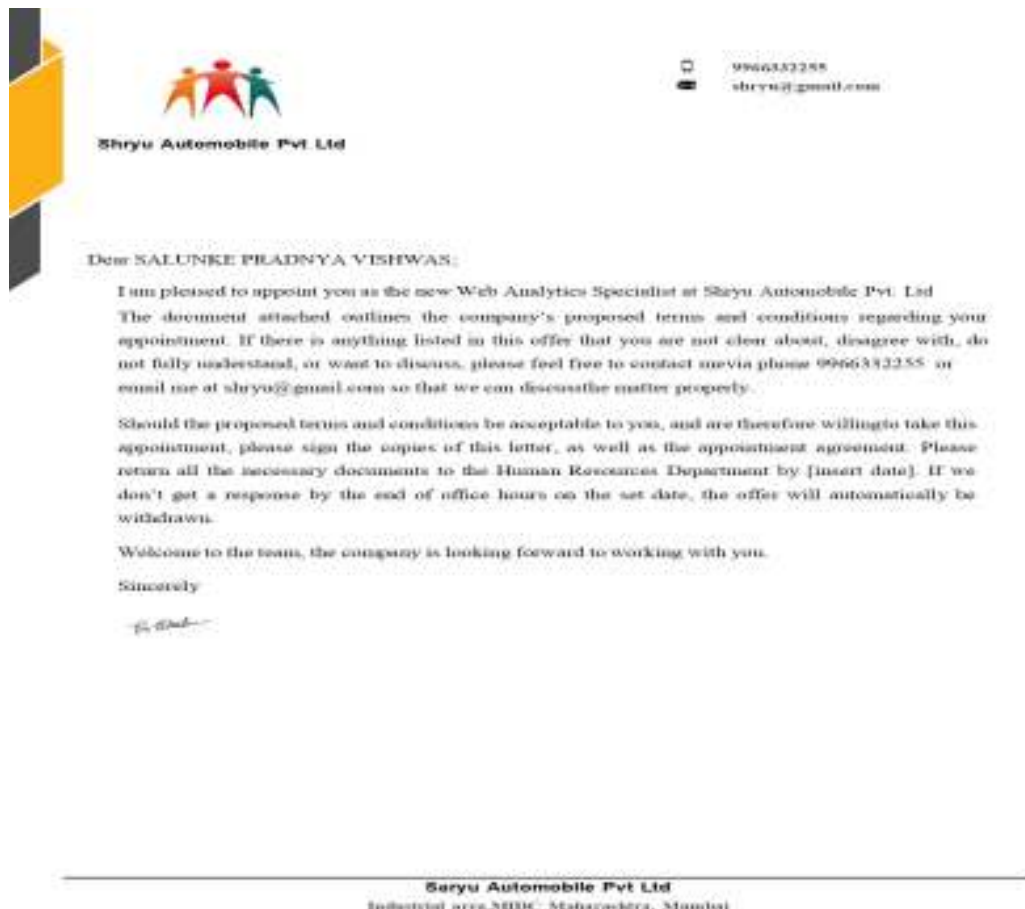 9966332255
shryu@gmail.com
Shryu Automobile Pvt Ltd
Dear SALUNKE PRADNYA VISHWAS;
I am pleased to appoint you as the new Web Analytics Specialist at Shryu Automobile Pvt. Ltd
The document attached outlines the company's proposed terms and conditions regarding your
appointment. If there is anything listed in this offer that you are not clear about, disagree with, do
not fully understand, or want to discuss, please feel free to contact mevia phone 9966332255 or
email me at shryu@gmail.com so that we can discussthe matter properly.
Should the proposed terms and conditions be acceptable to you, and are therefore willingto take this
appointment, please sign the copies of this letter, as well as the appointment agreement. Please
return all the necessary documents to the Human Resources Department by [insert date]. If we
don't get a response by the end of office hours on the set date, the offer will automatically be
withdrawn.
Welcome to the team, the company is looking forward to working with you.
Sincerely
Saryu Automobile Pvt Ltd
Industrial area, MIDC, Maharashtra, Mumbai